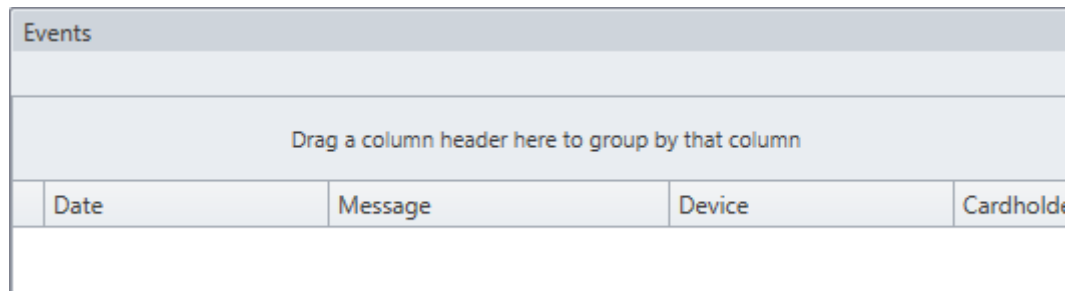 Events
Drag a column header here to group by that column
Date Message Device